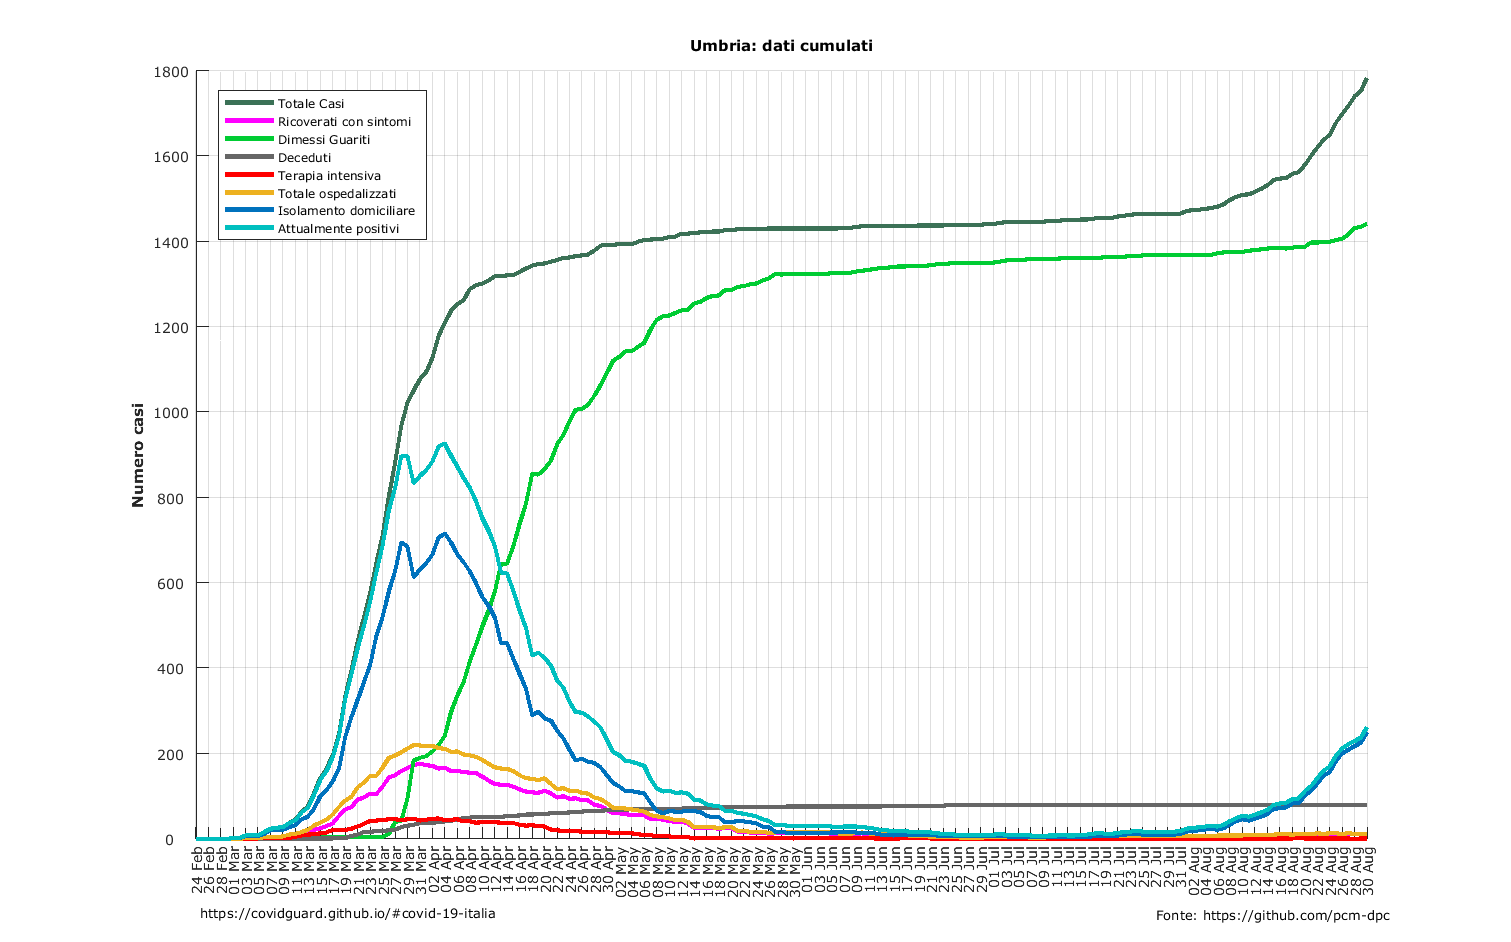 Umbria: dati cumulati
Numero casi
1800
1600
1400
1200
1000
800
600
400
200
0
Totale Casi
Ricoverati con sintomi
Dimessi Guariti
Deceduti
Terapia intensiva
Totale ospedalizzati
Isolamento domiciliare
Attualmente positivi
24 Feb
26 Feb
28 Feb
01 Mar
03 Mar
05 Mar
07 Mar
09 Mar
11 Mar
13 Mar
15 Mar
17 Mar
19 Mar
21 Mar
23 Mar
25 Mar
27 Mar
29 Mar
31 Mar
02 Apr
04 Apr
06 Apr
08 Apr
10 Apr
12 Apr
14 Apr
16 Apr
18 Apr
20 Apr
22 Apr
24 Apr
26 Apr
28 Apr
30 Apr
02 May
04 May
06 May
08 May
10 May
12 May
14 May
16 May
18 May
20 May
22 May
24 May
26 May
28 May
30 May
01 Jun
03 Jun
05 Jun
07 Jun
09 Jun
11 Jun
13 Jun
15 Jun
17 Jun
19 Jun
21 Jun
23 Jun
25 Jun
27 Jun
29 Jun
01 Jul
03 Jul
05 Jul
07 Jul
09 Jul
11 Jul
13 Jul
15 Jul
17 Jul
19 Jul
21 Jul
23 Jul
25 Jul
27 Jul
29 Jul
31 Jul
02 Aug
04 Aug
06 Aug
08 Aug
10 Aug
12 Aug
14 Aug
16 Aug
18 Aug
20 Aug
22 Aug
24 Aug
26 Aug
28 Aug
30 Aug
https://covidguard.github.io/#covid-19-italia
Fonte: https://github.com/pcm-dpc